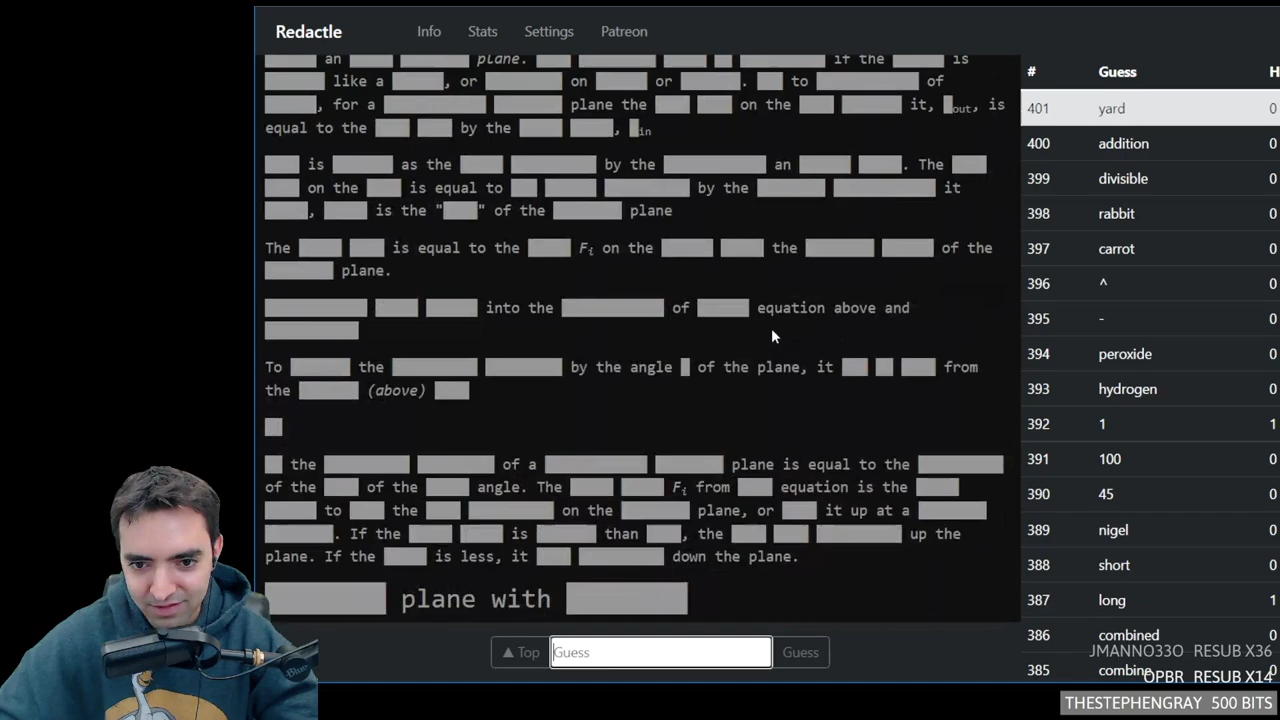 Redactle Info Stats Settings Patreon
an plane. if the is
like a , or on or . to of
, for a plane the on the it, out, is
equal to the by the , in
is as the by the an . The
on the is equal to by the it
, is the " " of the plane
The is equal to the Fi on the the of the
plane.
into the of equation above and
To the by the angle of the plane, it from
the (above)
the of a plane is equal to the
of the of the angle. The Fi from equation is the
to the on the plane, or it up at a
. If the is than , the up the
plane. If the is less, it down the plane.
plane with
▲ Top Guess Guess
# Guess H
401 yard 0
400 addition 0
399 divisible 0
398 rabbit 0
397 carrot 0
396 ^ 0
395 - 0
394 peroxide 0
393 hydrogen 0
392 1 1
391 100 0
390 45 0
389 nigel 0
388 short 0
387 long 1
386 combined
385 combine 0
JMANNO33O RESUB X36
OPBR RESUB X14
THESTEPHENGRAY 500 BITS
Blue